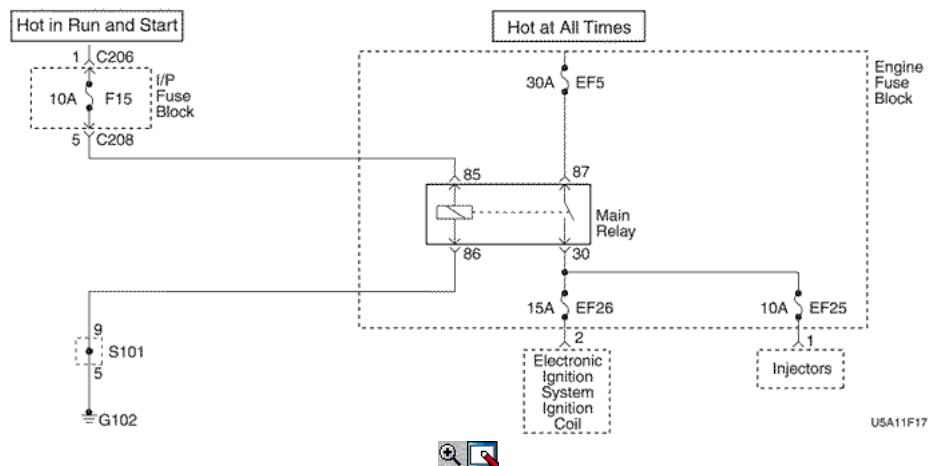 Hot in Run and Start
Hot at All Times
1 C206
10A F15
I/P
Fuse
Block
5 C208
30A EF5
Engine
Fuse
Block
85
87
Main
Relay
86
30
15A EF26
10A EF25
9
S101
5
G102
2
Electronic
Ignition
System
Ignition
Coil
1
Injectors
U5A11F17